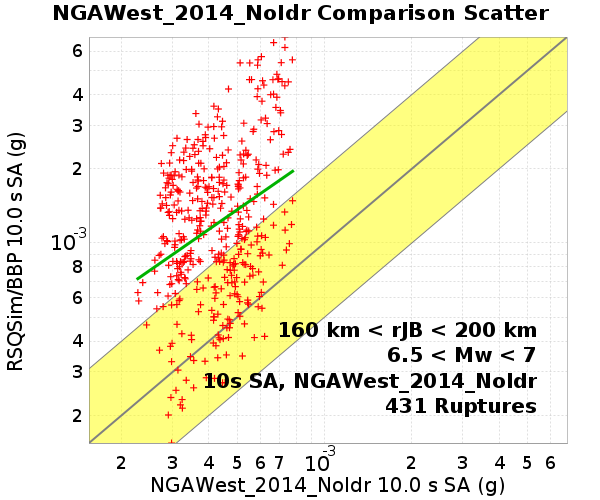 NGAWest_2014_NoIdr Comparison Scatter
6
4
3
2
10-3
8
6
4
3
2
RSQSim/BBP 10.0 s SA (g)
160 km < rJB < 200 km
6.5 < Mw < 7
10s SA, NGAWest_2014_NoIdr
431 Ruptures
2 3 4 5 6 7 10-3 2 3 4 5 6
NGAWest_2014_NoIdr 10.0 s SA (g)